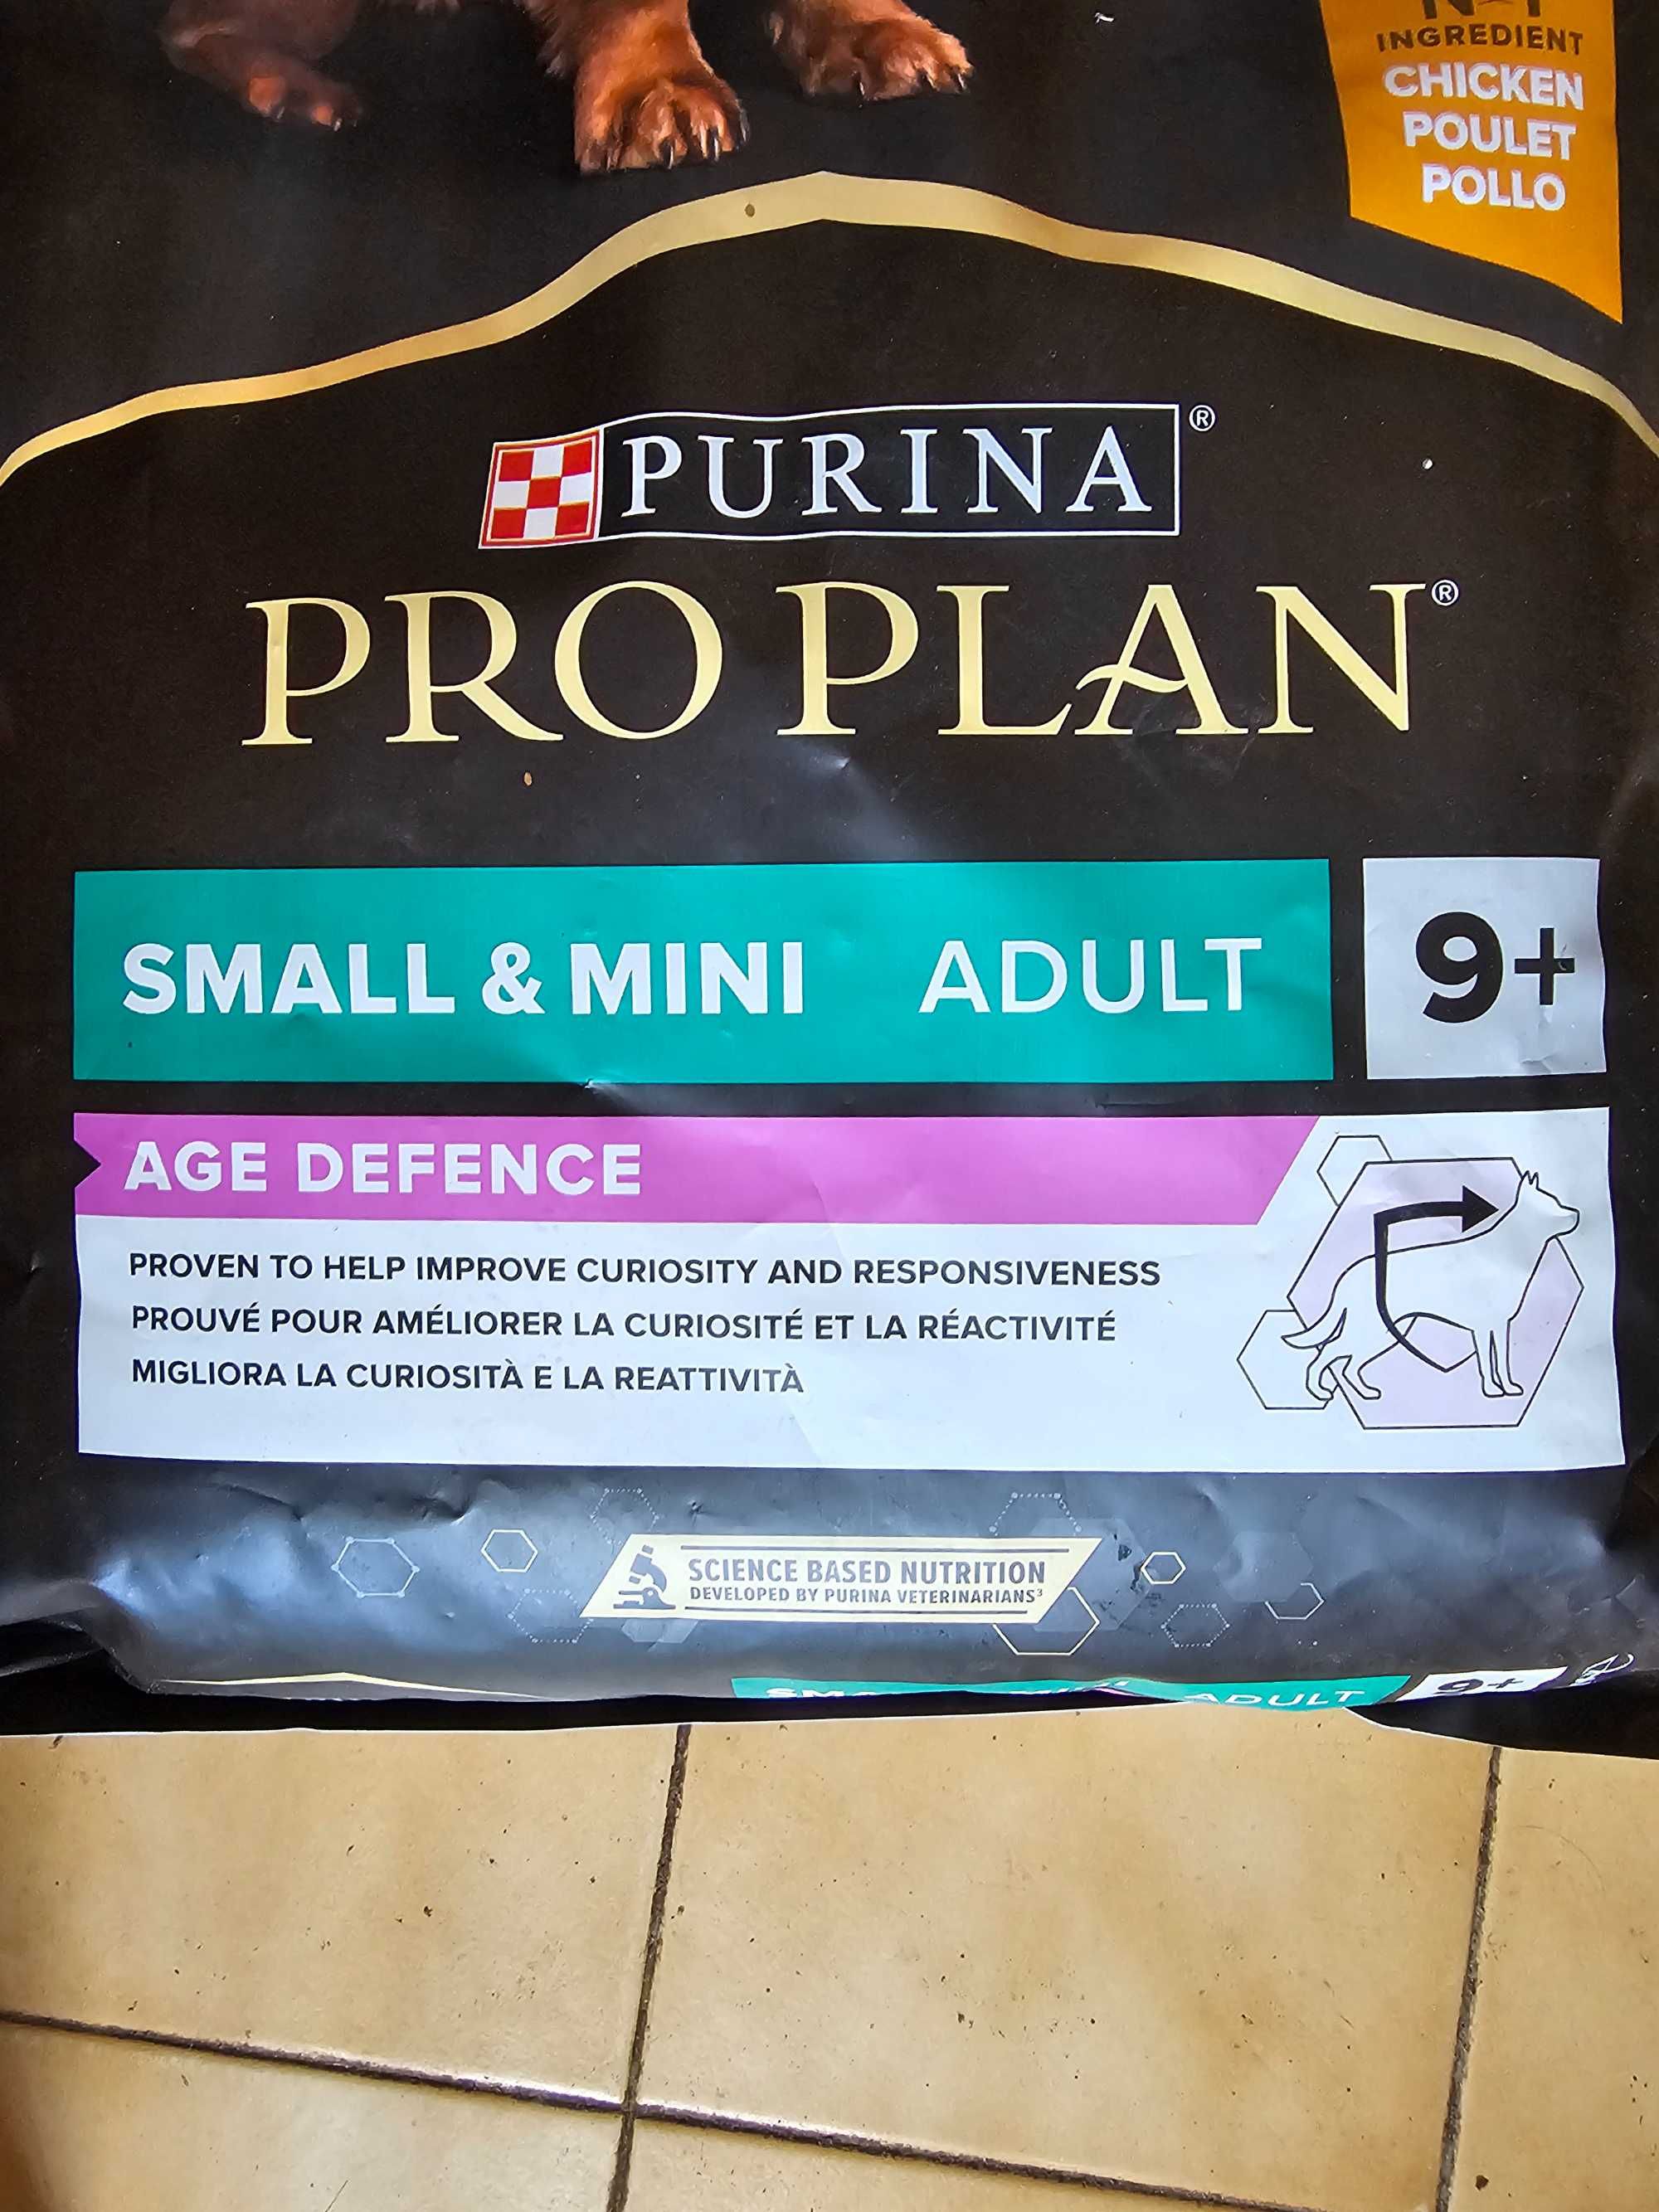 INGREDIENT
CHICKEN
POULET
POLLO
PURINA®
PRO PLAN®
SMALL & MINI ADULT 9+
AGE DEFENCE
PROVEN TO HELP IMPROVE CURIOSITY AND RESPONSIVENESS
PROUVÉ POUR AMÉLIORER LA CURIOSITÉ ET LA RÉACTIVITÉ
MIGLIORA LA CURIOSITÀ E LA REATTIVITÀ
SCIENCE BASED NUTRITION
DEVELOPED BY PURINA VETERINARIANS³
ADULT 9+